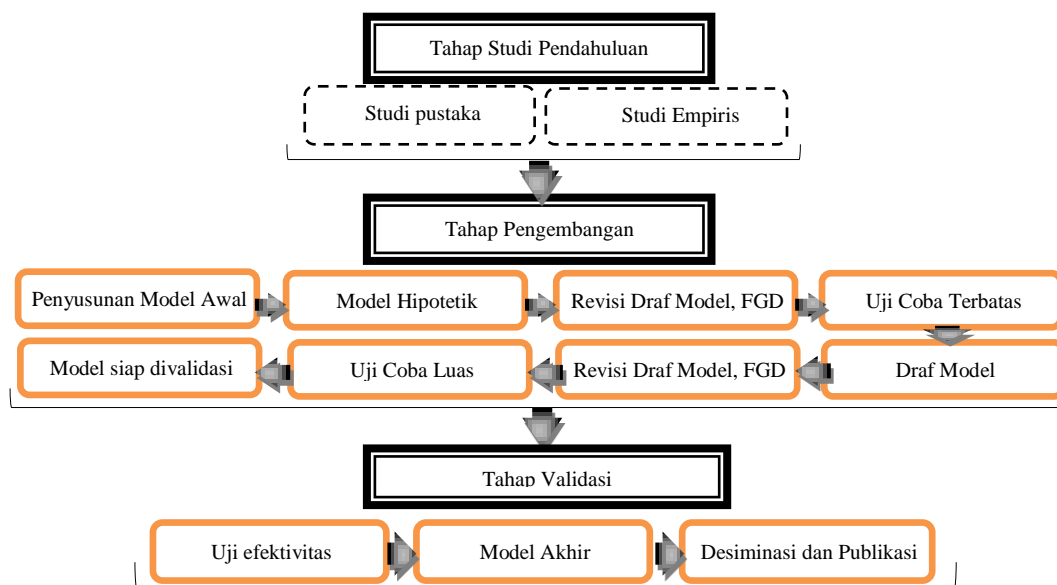 Tahap Studi Pendahuluan
Studi pustaka
Studi Empiris
Tahap Pengembangan
Penyusunan Model Awal
Model Hipotetik
Revisi Draf Model, FGD
Uji Coba Terbatas
Draf Model
Revisi Draf Model, FGD
Uji Coba Luas
Model siap divalidasi
Tahap Validasi
Uji efektivitas
Model Akhir
Desiminasi dan Publikasi